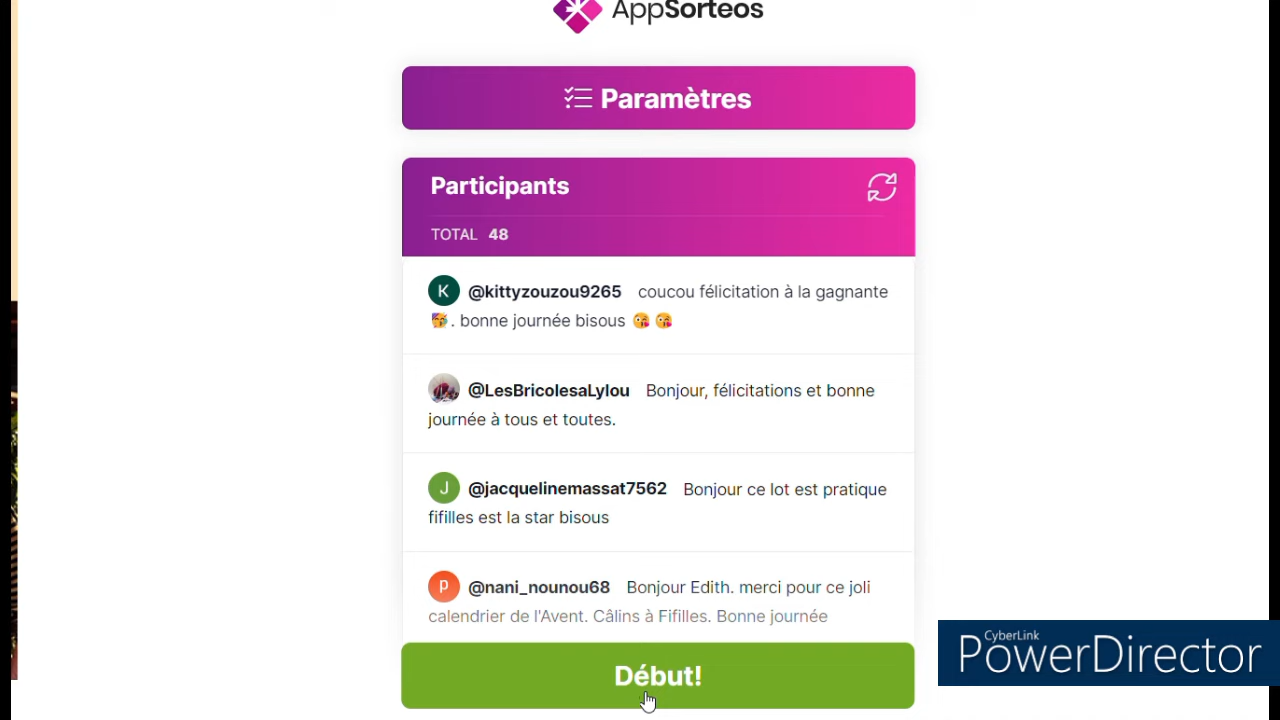 AppSorteos
Paramètres
Participants
TOTAL 48
K @kittyzouzou9265 coucou félicitation à la gagnante
🥳. bonne journée bisous 😘 😘
@LesBricolesaLylou Bonjour, félicitations et bonne
journée à tous et toutes.
J @jacquelinemassat7562 Bonjour ce lot est pratique
fifilles est la star bisous
P @nani_nounou68 Bonjour Edith. merci pour ce joli
calendrier de l'Avent. Câlins à Fifilles. Bonne journée
Début!
CyberLink
PowerDirector